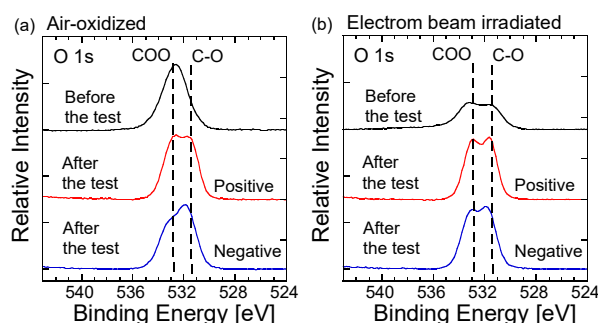 (a) Air-oxidized
O 1s
COO
C-O
Before
the test
After
the test
Positive
After
the test
Negative
540 536 532 528 524
Binding Energy [eV]
Relative Intensity
(b) Electrom beam irradiated
O 1s
COO
C-O
Before
the test
After
the test
Positive
After
the test
Negative
540 536 532 528 524
Binding Energy [eV]
Relative Intensity